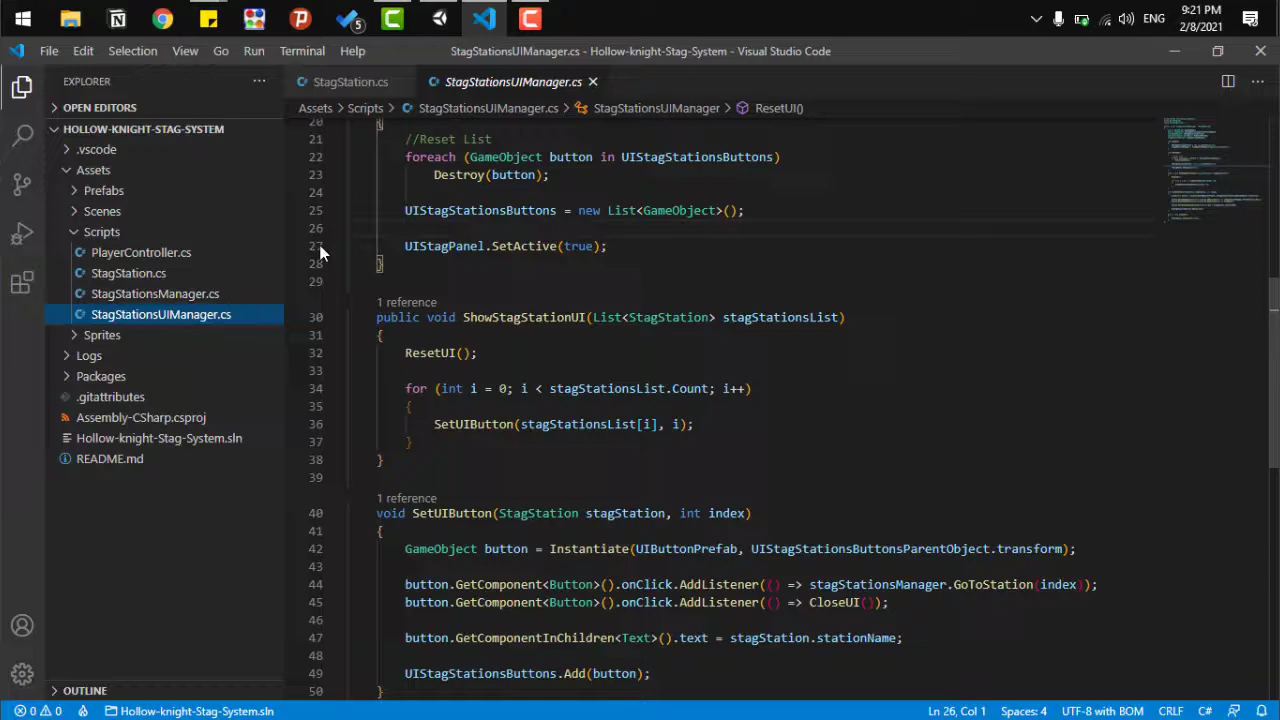 5
ENG
9:21 PM
2/8/2021
File Edit Selection View Go Run Terminal Help
StagStationsUIManager.cs - Hollow-knight-Stag-System - Visual Studio Code
EXPLORER
OPEN EDITORS
HOLLOW-KNIGHT-STAG-SYSTEM
.vscode
Assets
Prefabs
Scenes
Scripts
PlayerController.cs
StagStation.cs
StagStationsManager.cs
StagStationsUIManager.cs
Sprites
Logs
Packages
.gitattributes
Assembly-CSharp.csproj
Hollow-knight-Stag-System.sln
README.md
OUTLINE
StagStation.cs StagStationsUIManager.cs
Assets > Scripts > StagStationsUIManager.cs > StagStationsUIManager > ResetUI()
20 {
21 //Reset List
22 foreach (GameObject button in UIStagStationsButtons)
23 Destroy(button);
24
25 UIStagStationsButtons = new List<GameObject>();
26
27 UIStagPanel.SetActive(true);
28 }
29
1 reference
30 public void ShowStagStationUI(List<StagStation> stagStationsList)
31 {
32 ResetUI();
33
34 for (int i = 0; i < stagStationsList.Count; i++)
35 {
36 SetUIButton(stagStationsList[i], i);
37 }
38 }
39
1 reference
40 void SetUIButton(StagStation stagStation, int index)
41 {
42 GameObject button = Instantiate(UIButtonPrefab, UIStagStationsButtonsParentObject.transform);
43
44 button.GetComponent<Button>().onClick.AddListener(() => stagStationsManager.GoToStation(index));
45 button.GetComponent<Button>().onClick.AddListener(() => CloseUI());
46
47 button.GetComponentInChildren<Text>().text = stagStation.stationName;
48
49 UIStagStationsButtons.Add(button);
50 }
0 0 Hollow-knight-Stag-System.sln Ln 26, Col 1 Spaces: 4 UTF-8 with BOM CRLF C#